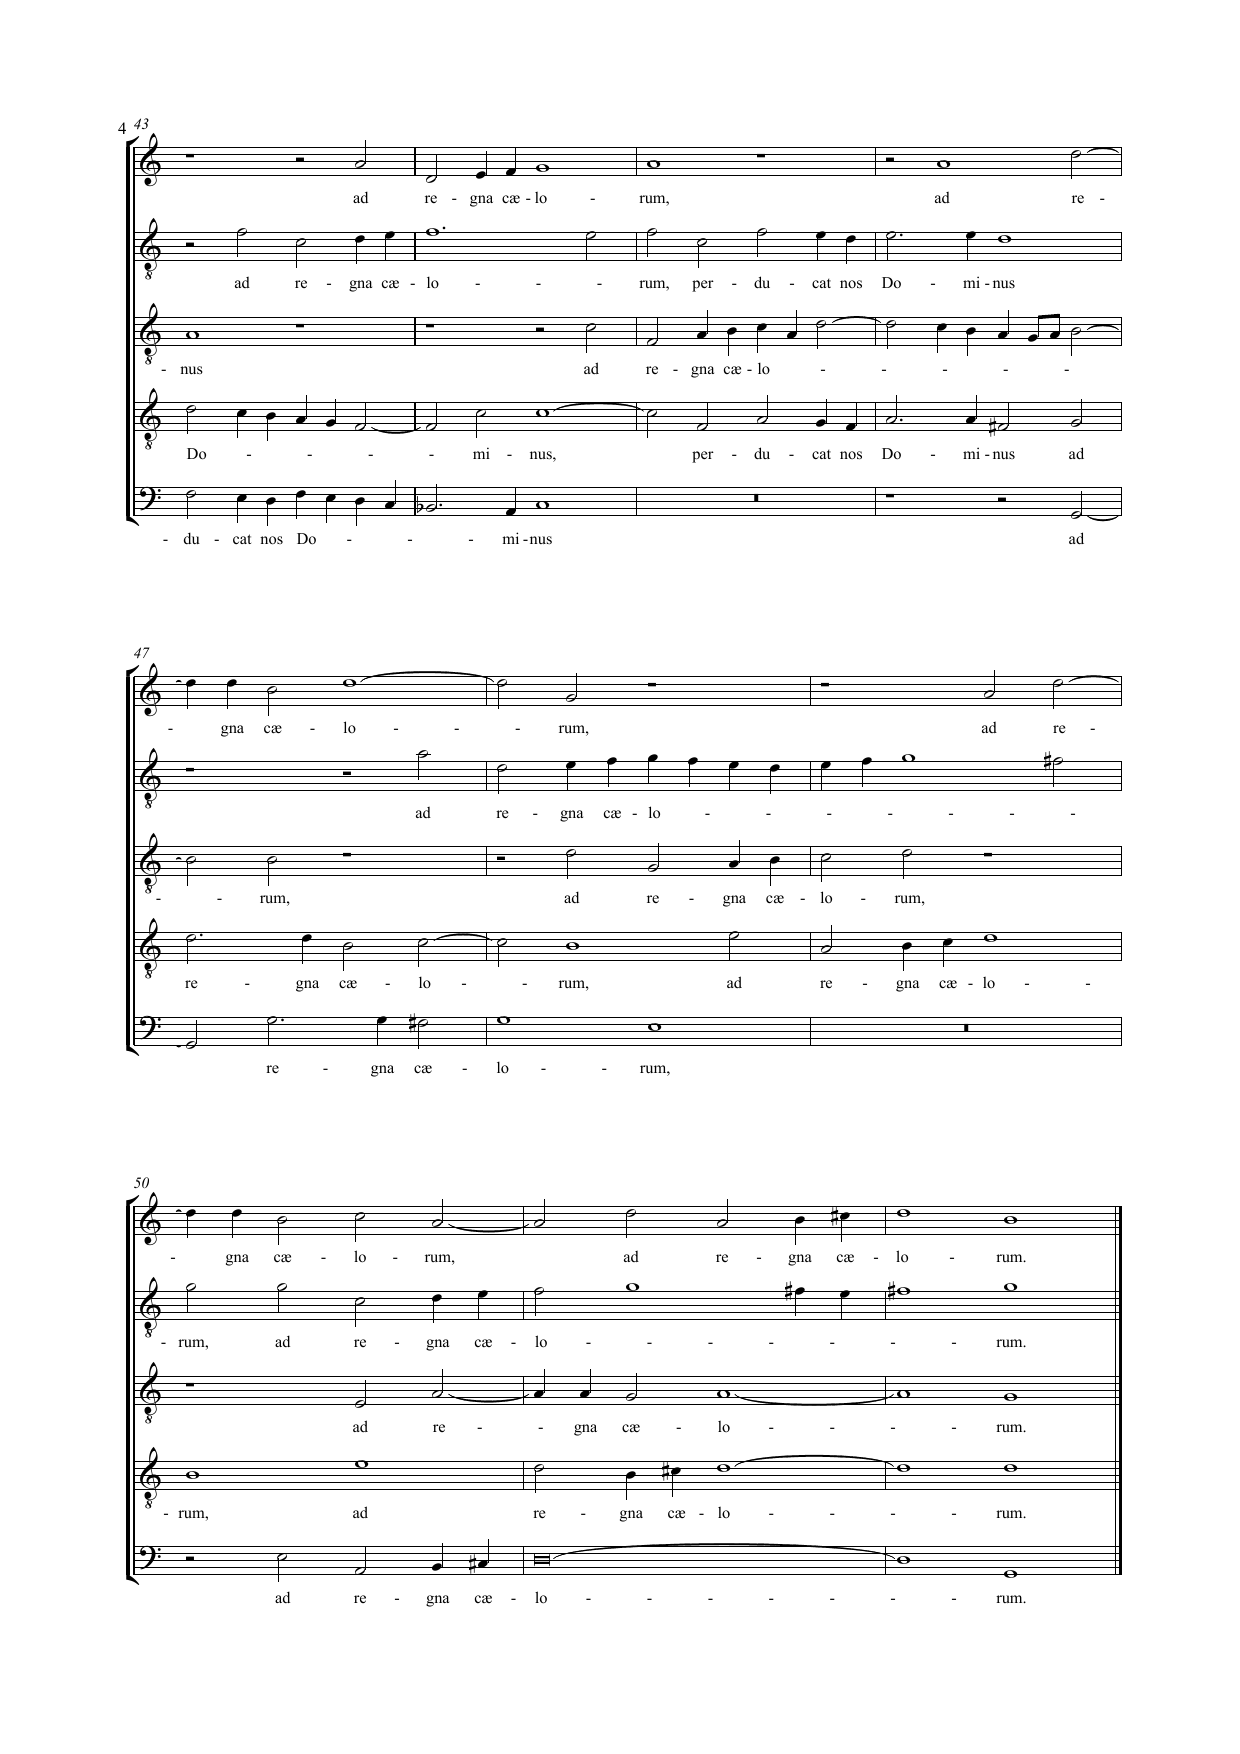 4 43
ad re - gna cæ - lo - rum, ad re -
ad re - gna cæ - lo - - - rum, per - du - cat nos Do - mi - nus
- nus ad re - gna cæ - lo - - - - -
Do - - - - mi - nus, per - du - cat nos Do - mi - nus ad
- du - cat nos Do - - - mi - nus ad
47
- gna cæ - lo - - - rum, ad re -
ad re - gna cæ - lo - - - - - - -
- - rum, ad re - gna cæ - lo - rum,
re - gna cæ - lo - - rum, ad re - gna cæ - lo - -
re - gna cæ - lo - - rum,
50
- gna cæ - lo - rum, ad re - gna cæ - lo - rum.
- rum, ad re - gna cæ - lo - - - - - - rum.
ad re - - gna cæ - lo - - - - rum.
- rum, ad re - gna cæ - lo - - - - rum.
ad re - gna cæ - lo - - - - - - - rum.